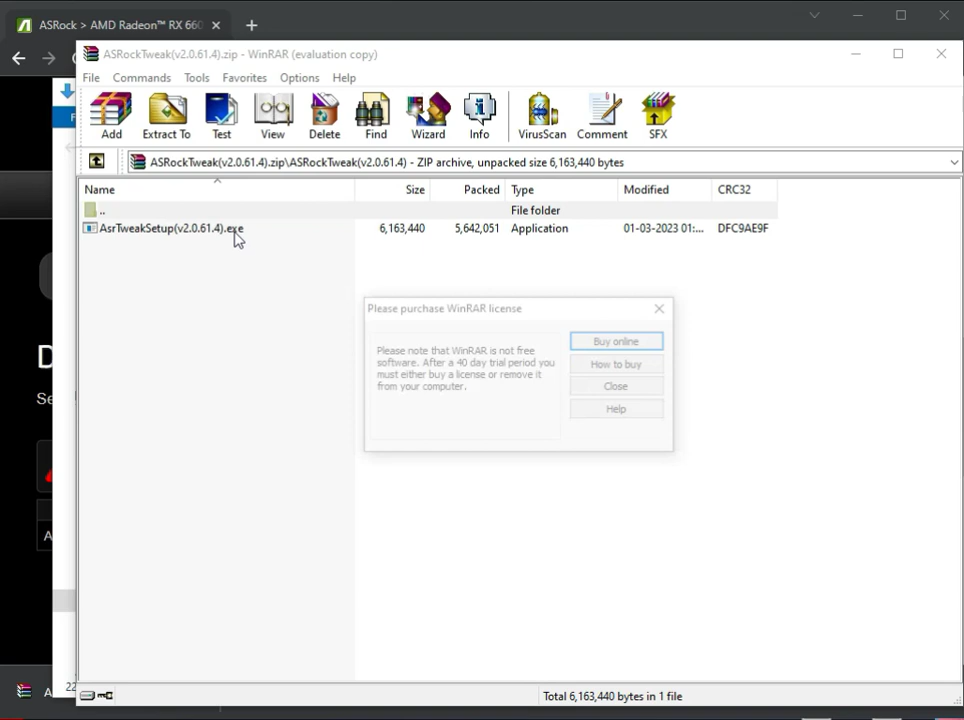 ASRock > AMD Radeon™ RX 660
ASRockTweak(v2.0.61.4).zip - WinRAR (evaluation copy)
File Commands Tools Favorites Options Help
Add Extract To Test View Delete Find Wizard Info VirusScan Comment SFX
ASRockTweak(v2.0.61.4).zip\ASRockTweak(v2.0.61.4) - ZIP archive, unpacked size 6,163,440 bytes
Name Size Packed Type Modified CRC32
.. File folder
AsrTweakSetup(v2.0.61.4).exe 6,163,440 5,642,051 Application 01-03-2023 01:... DFC9AE9F
Please purchase WinRAR license
Please note that WinRAR is not free
software. After a 40 day trial period you
must either buy a license or remove it
from your computer.
Buy online
How to buy
Close
Help
D
Se
A
A
22
Total 6,163,440 bytes in 1 file